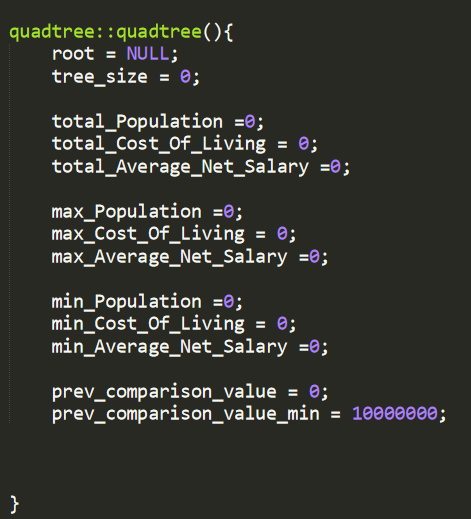 quadtree::quadtree(){
root = NULL;
tree_size = 0;
total_Population =0;
total_Cost_Of_Living = 0;
total_Average_Net_Salary =0;
max_Population =0;
max_Cost_Of_Living = 0;
max_Average_Net_Salary =0;
min_Population =0;
min_Cost_Of_Living = 0;
min_Average_Net_Salary =0;
prev_comparison_value = 0;
prev_comparison_value_min = 10000000;
}